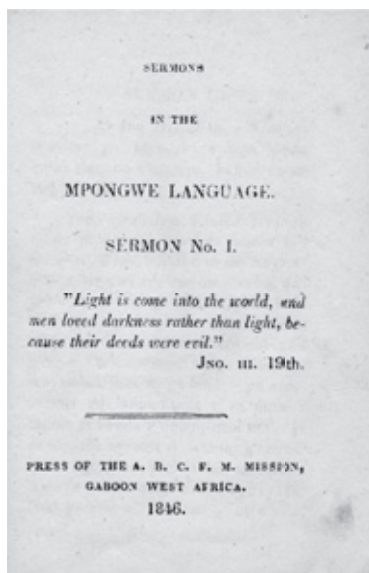 SERMONS
IN THE
MPONGWE LANGUAGE.
SERMON No. I.
"Light is come into the world, and
men loved darkness rather than light, be-
cause their deeds were evil."
JNO. III. 19th.
PRESS OF THE A. B. C. F. M. MISSION,
GABOON WEST AFRICA.
1846.